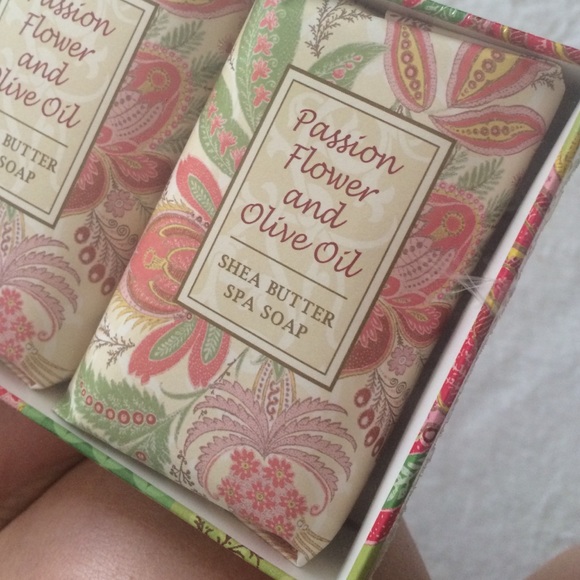 Passion
Flower
and
Olive Oil
BUTTER
SOAP
Passion
Flower
and
Olive Oil
SHEA BUTTER
SPA SOAP